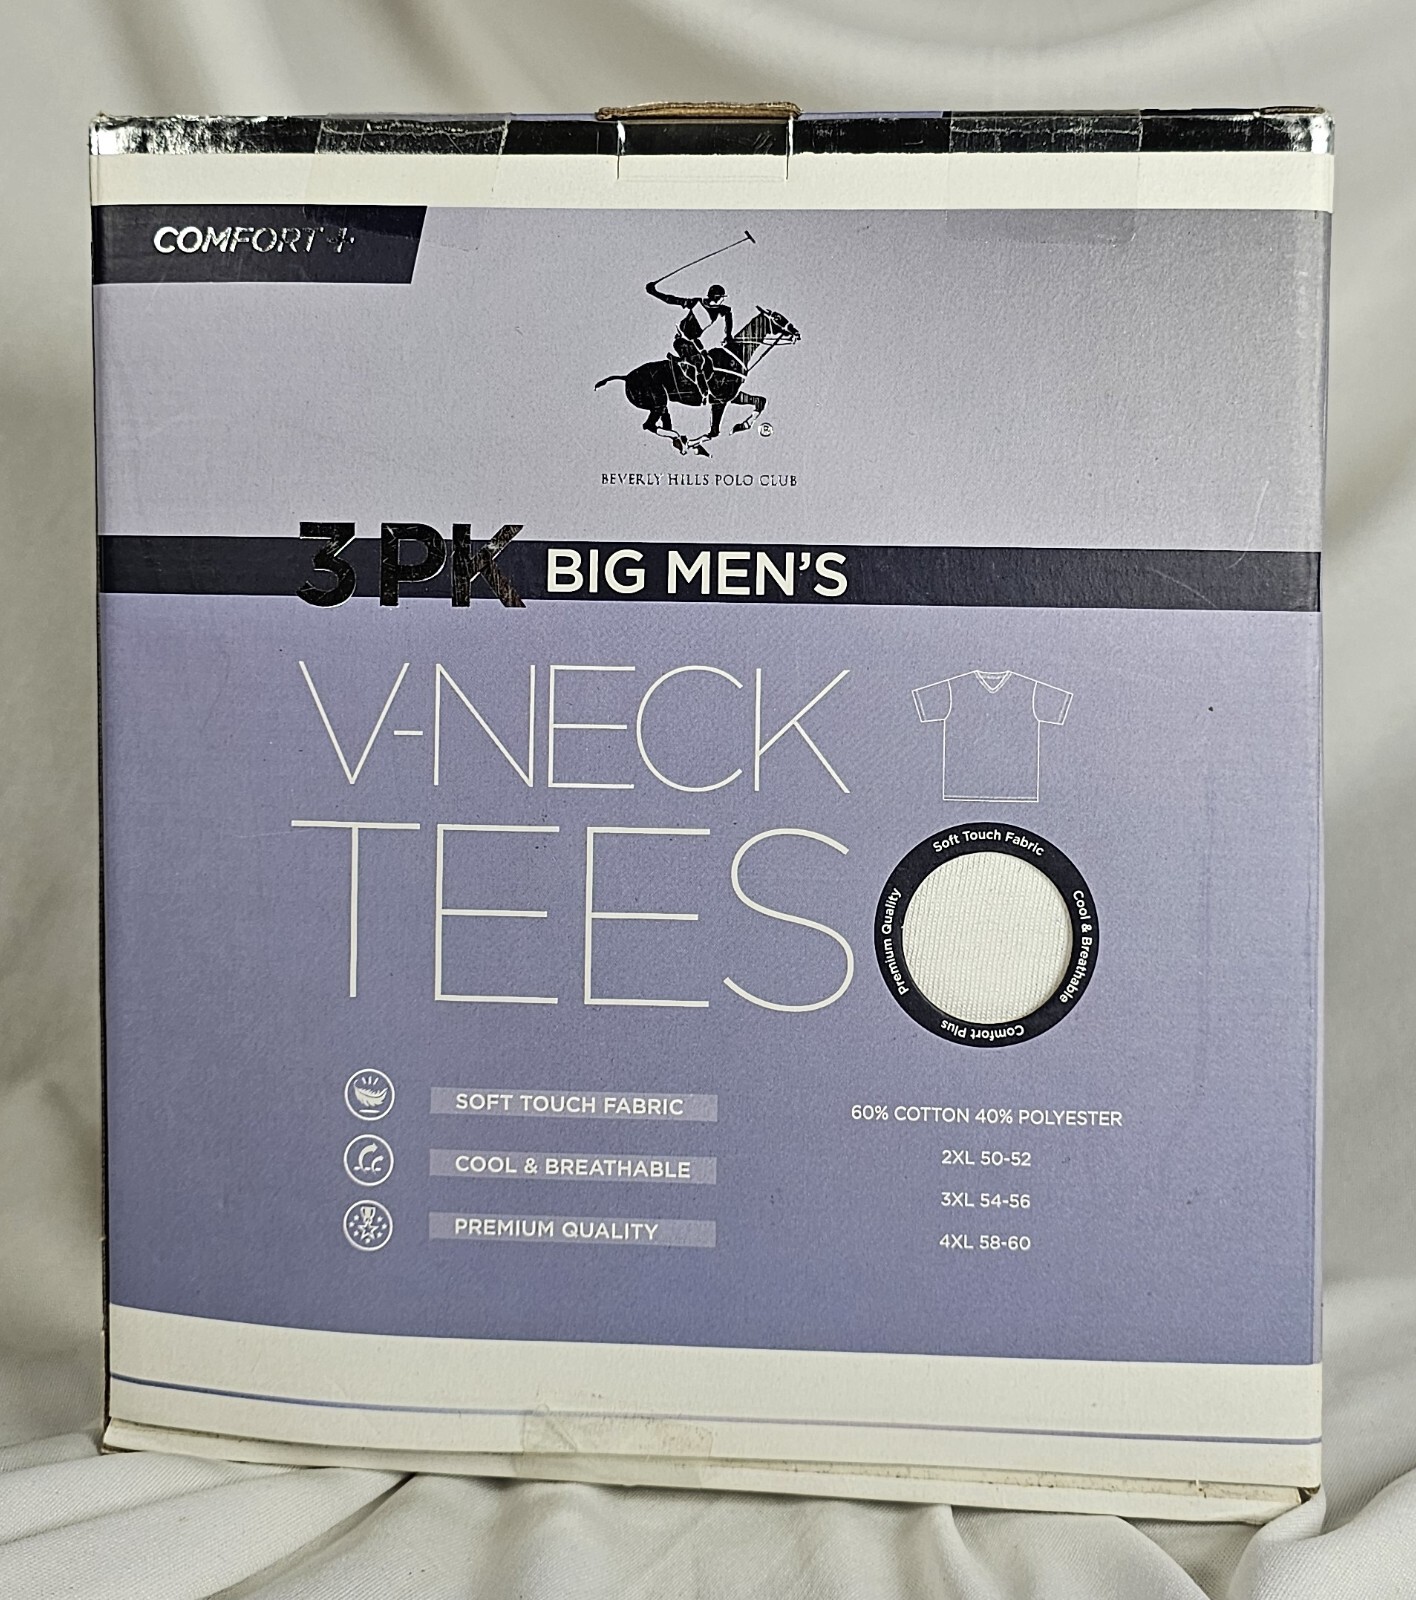 COMFORT +
®
BEVERLY HILLS POLO CLUB
3 PK BIG MEN'S
V-NECK
TEES
Soft Touch Fabric
Cool & Breathable
Comfort Plus
Premium Quality
SOFT TOUCH FABRIC
COOL & BREATHABLE
PREMIUM QUALITY
60% COTTON 40% POLYESTER
2XL 50-52
3XL 54-56
4XL 58-60